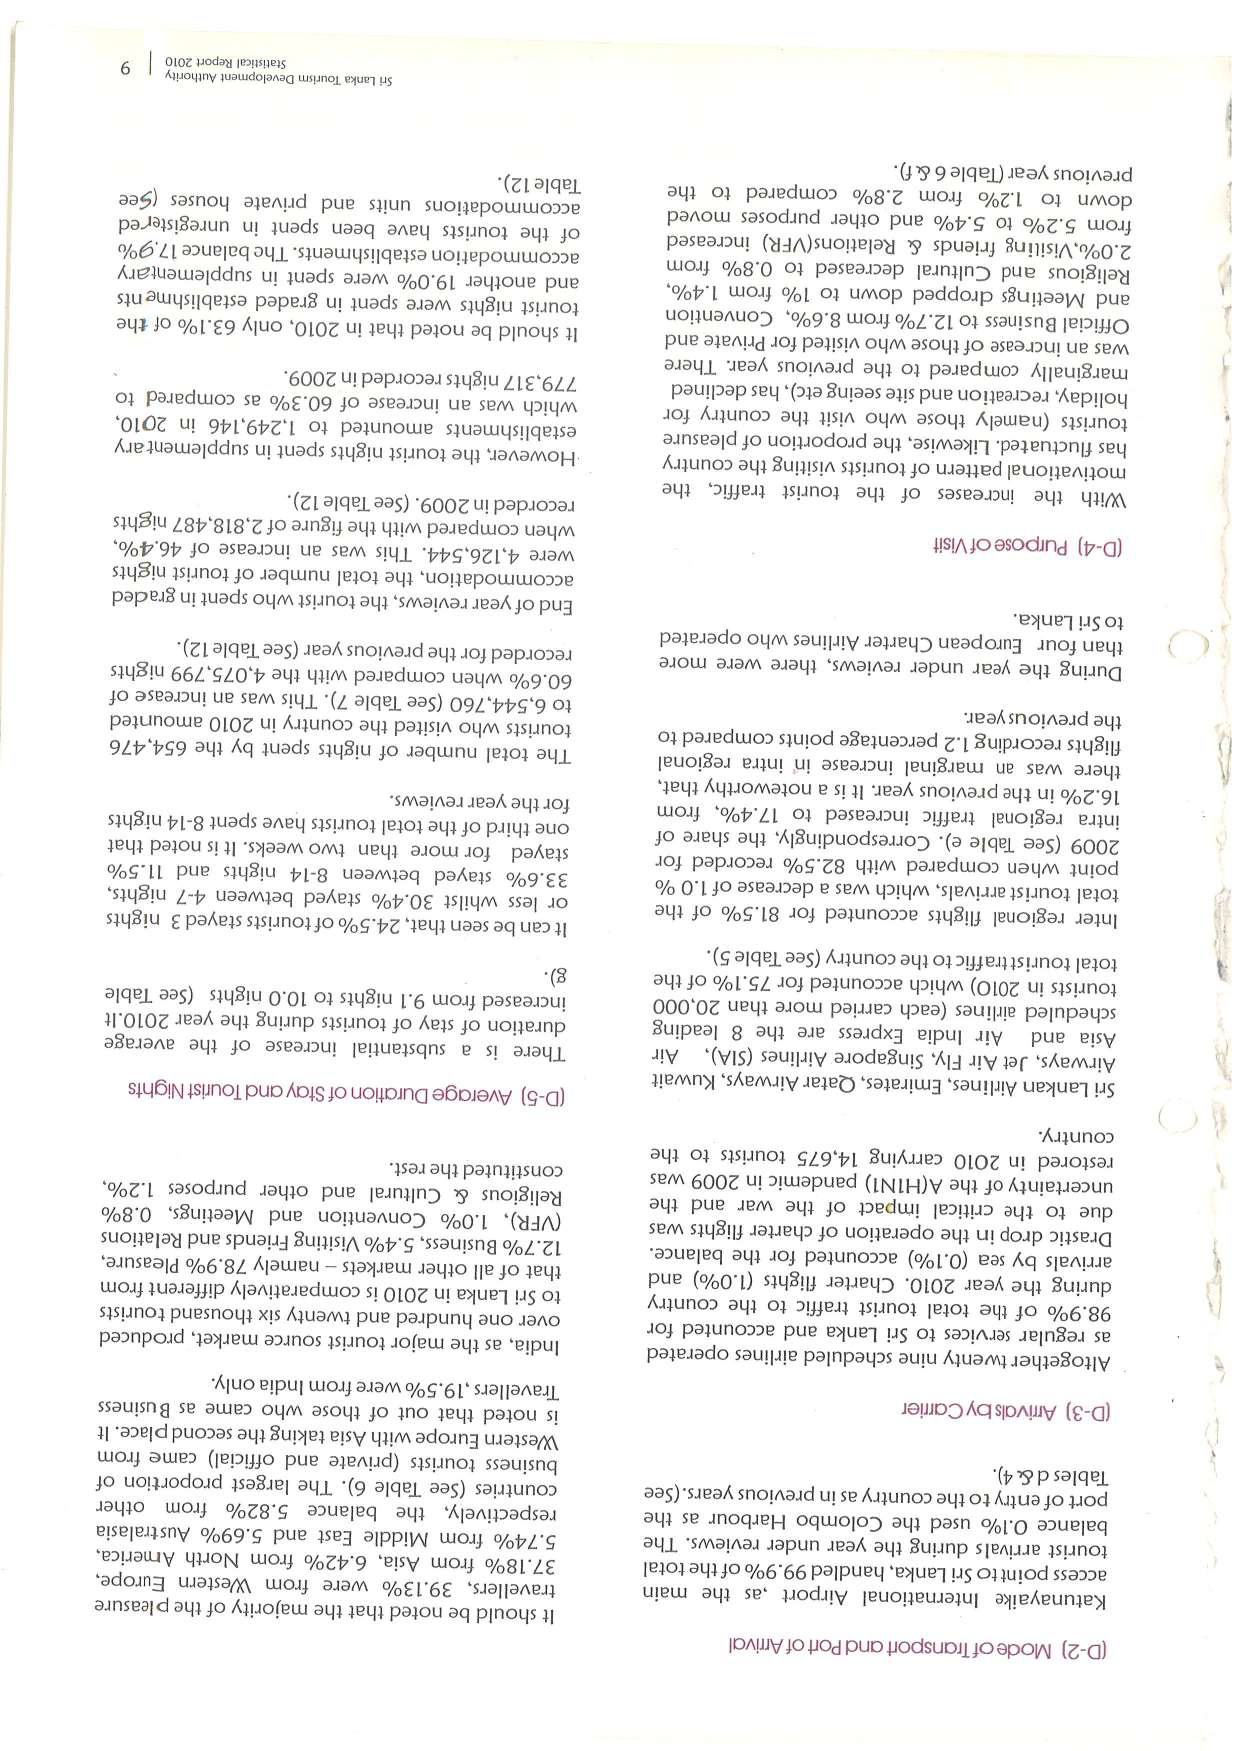 (D-2) Mode of Transport and Port of Arrival
Katunayaike International Airport ,as the main
access point to Sri Lanka, handled 99.9% of the total
tourist arrivals during the year under reviews. The
balance 0.1% used the Colombo Harbour as the
port of entry to the country as in previous years.(See
Tables d & 4).
(D-3) Arrivals by Carrier
Altogether twenty nine scheduled airlines operated
as regular services to Sri Lanka and accounted for
98.9% of the total tourist traffic to the country
during the year 2010. Charter flights (1.0%) and
arrivals by sea (0.1%) accounted for the balance.
Drastic drop in the operation of charter flights was
due to the critical impact of the war and the
uncertainty of the A(H1N1) pandemic in 2009 was
restored in 2010 carrying 14,675 tourists to the
country.
Sri Lankan Airlines, Emirates, Qatar Airways, Kuwait
Airways, Jet Air Fly, Singapore Airlines (SIA), Air
Asia and Air India Express are the 8 leading
scheduled airlines (each carried more than 20,000
tourists in 2010) which accounted for 75.1% of the
total tourist traffic to the country (See Table 5).
Inter regional flights accounted for 81.5% of the
total tourist arrivals, which was a decrease of 1.0 %
point when compared with 82.5% recorded for
2009 (See Table e). Correspondingly, the share of
intra regional traffic increased to 17.4%, from
16.2% in the previous year. It is a noteworthy that,
there was an marginal increase in intra regional
flights recording 1.2 percentage points compared to
the previous year.
During the year under reviews, there were more
than four European Charter Airlines who operated
to Sri Lanka.
(D-4) Purpose of Visit
With the increases of the tourist traffic, the
motivational pattern of tourists visiting the country
has fluctuated. Likewise, the proportion of pleasure
tourists (namely those who visit the country for
holiday, recreation and site seeing etc), has declined
marginally compared to the previous year. There
was an increase of those who visited for Private and
Official Business to 12.7% from 8.6%, Convention
and Meetings dropped down to 1% from 1.4%,
Religious and Cultural decreased to 0.8% from
2.0%,Visiting friends & Relations(VFR) increased
from 5.2% to 5.4% and other purposes moved
down to 1.2% from 2.8% compared to the
previous year (Table 6 & f).
It should be noted that the majority of the pleasure
travellers, 39.13% were from Western Europe,
37.18% from Asia, 6.42% from North America,
5.74% from Middle East and 5.69% Australasia
respectively, the balance 5.82% from other
countries (See Table 6). The largest proportion of
business tourists (private and official) came from
Western Europe with Asia taking the second place. It
is noted that out of those who came as Business
Travellers ,19.5% were from India only.
India, as the major tourist source market, produced
over one hundred and twenty six thousand tourists
to Sri Lanka in 2010 is comparatively different from
that of all other markets – namely 78.9% Pleasure,
12.7% Business, 5.4% Visiting Friends and Relations
(VFR), 1.0% Convention and Meetings, 0.8%
Religious & Cultural and other purposes 1.2%,
constituted the rest.
(D-5) Average Duration of Stay and Tourist Nights
There is a substantial increase of the average
duration of stay of tourists during the year 2010.It
increased from 9.1 nights to 10.0 nights (See Table
g).
It can be seen that, 24.5% of tourists stayed 3 nights
or less whilst 30.4% stayed between 4-7 nights,
33.6% stayed between 8-14 nights and 11.5%
stayed for more than two weeks. It is noted that
one third of the total tourists have spent 8-14 nights
for the year reviews.
The total number of nights spent by the 654,476
tourists who visited the country in 2010 amounted
to 6,544,760 (See Table 7). This was an increase of
60.6% when compared with the 4,075,799 nights
recorded for the previous year (See Table 12).
End of year reviews, the tourist who spent in graded
accommodation, the total number of tourist nights
were 4,126,544. This was an increase of 46.4%,
when compared with the figure of 2,818,487 nights
recorded in 2009. (See Table 12).
However, the tourist nights spent in supplementary
establishments amounted to 1,249,146 in 2010,
which was an increase of 60.3% as compared to
779,317 nights recorded in 2009.
It should be noted that in 2010, only 63.1% of the
tourist nights were spent in graded establishments
and another 19.0% were spent in supplementary
accommodation establishments. The balance 17.9%
of the tourists have been spent in unregistered
accommodations units and private houses (See
Table 12).
Sri Lanka Tourism Development Authority
Statistical Report 2010 | 9